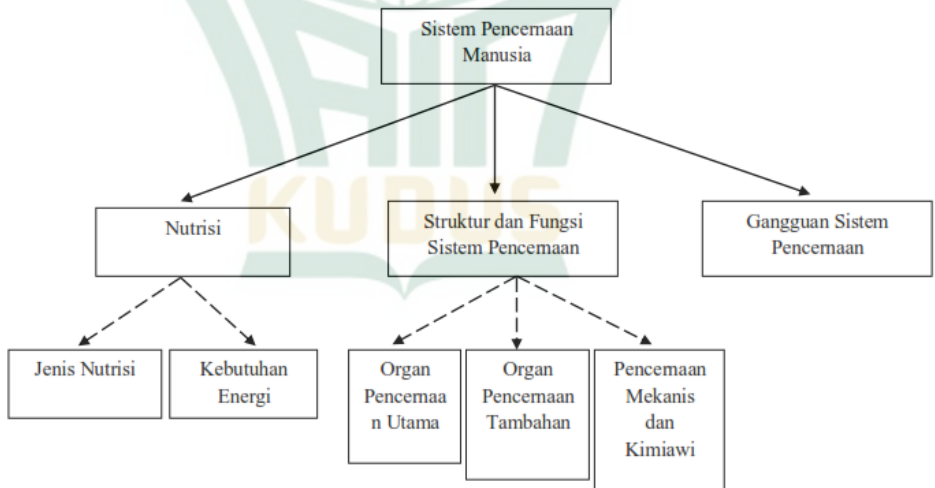 Sistem Pencernaan
Manusia
KUDUS
Nutrisi
Struktur dan Fungsi
Sistem Pencernaan
Gangguan Sistem
Pencernaan
Jenis Nutrisi
Kebutuhan
Energi
Organ
Pencernaa
n Utama
Organ
Pencernaan
Tambahan
Pencernaan
Mekanis
dan
Kimiawi